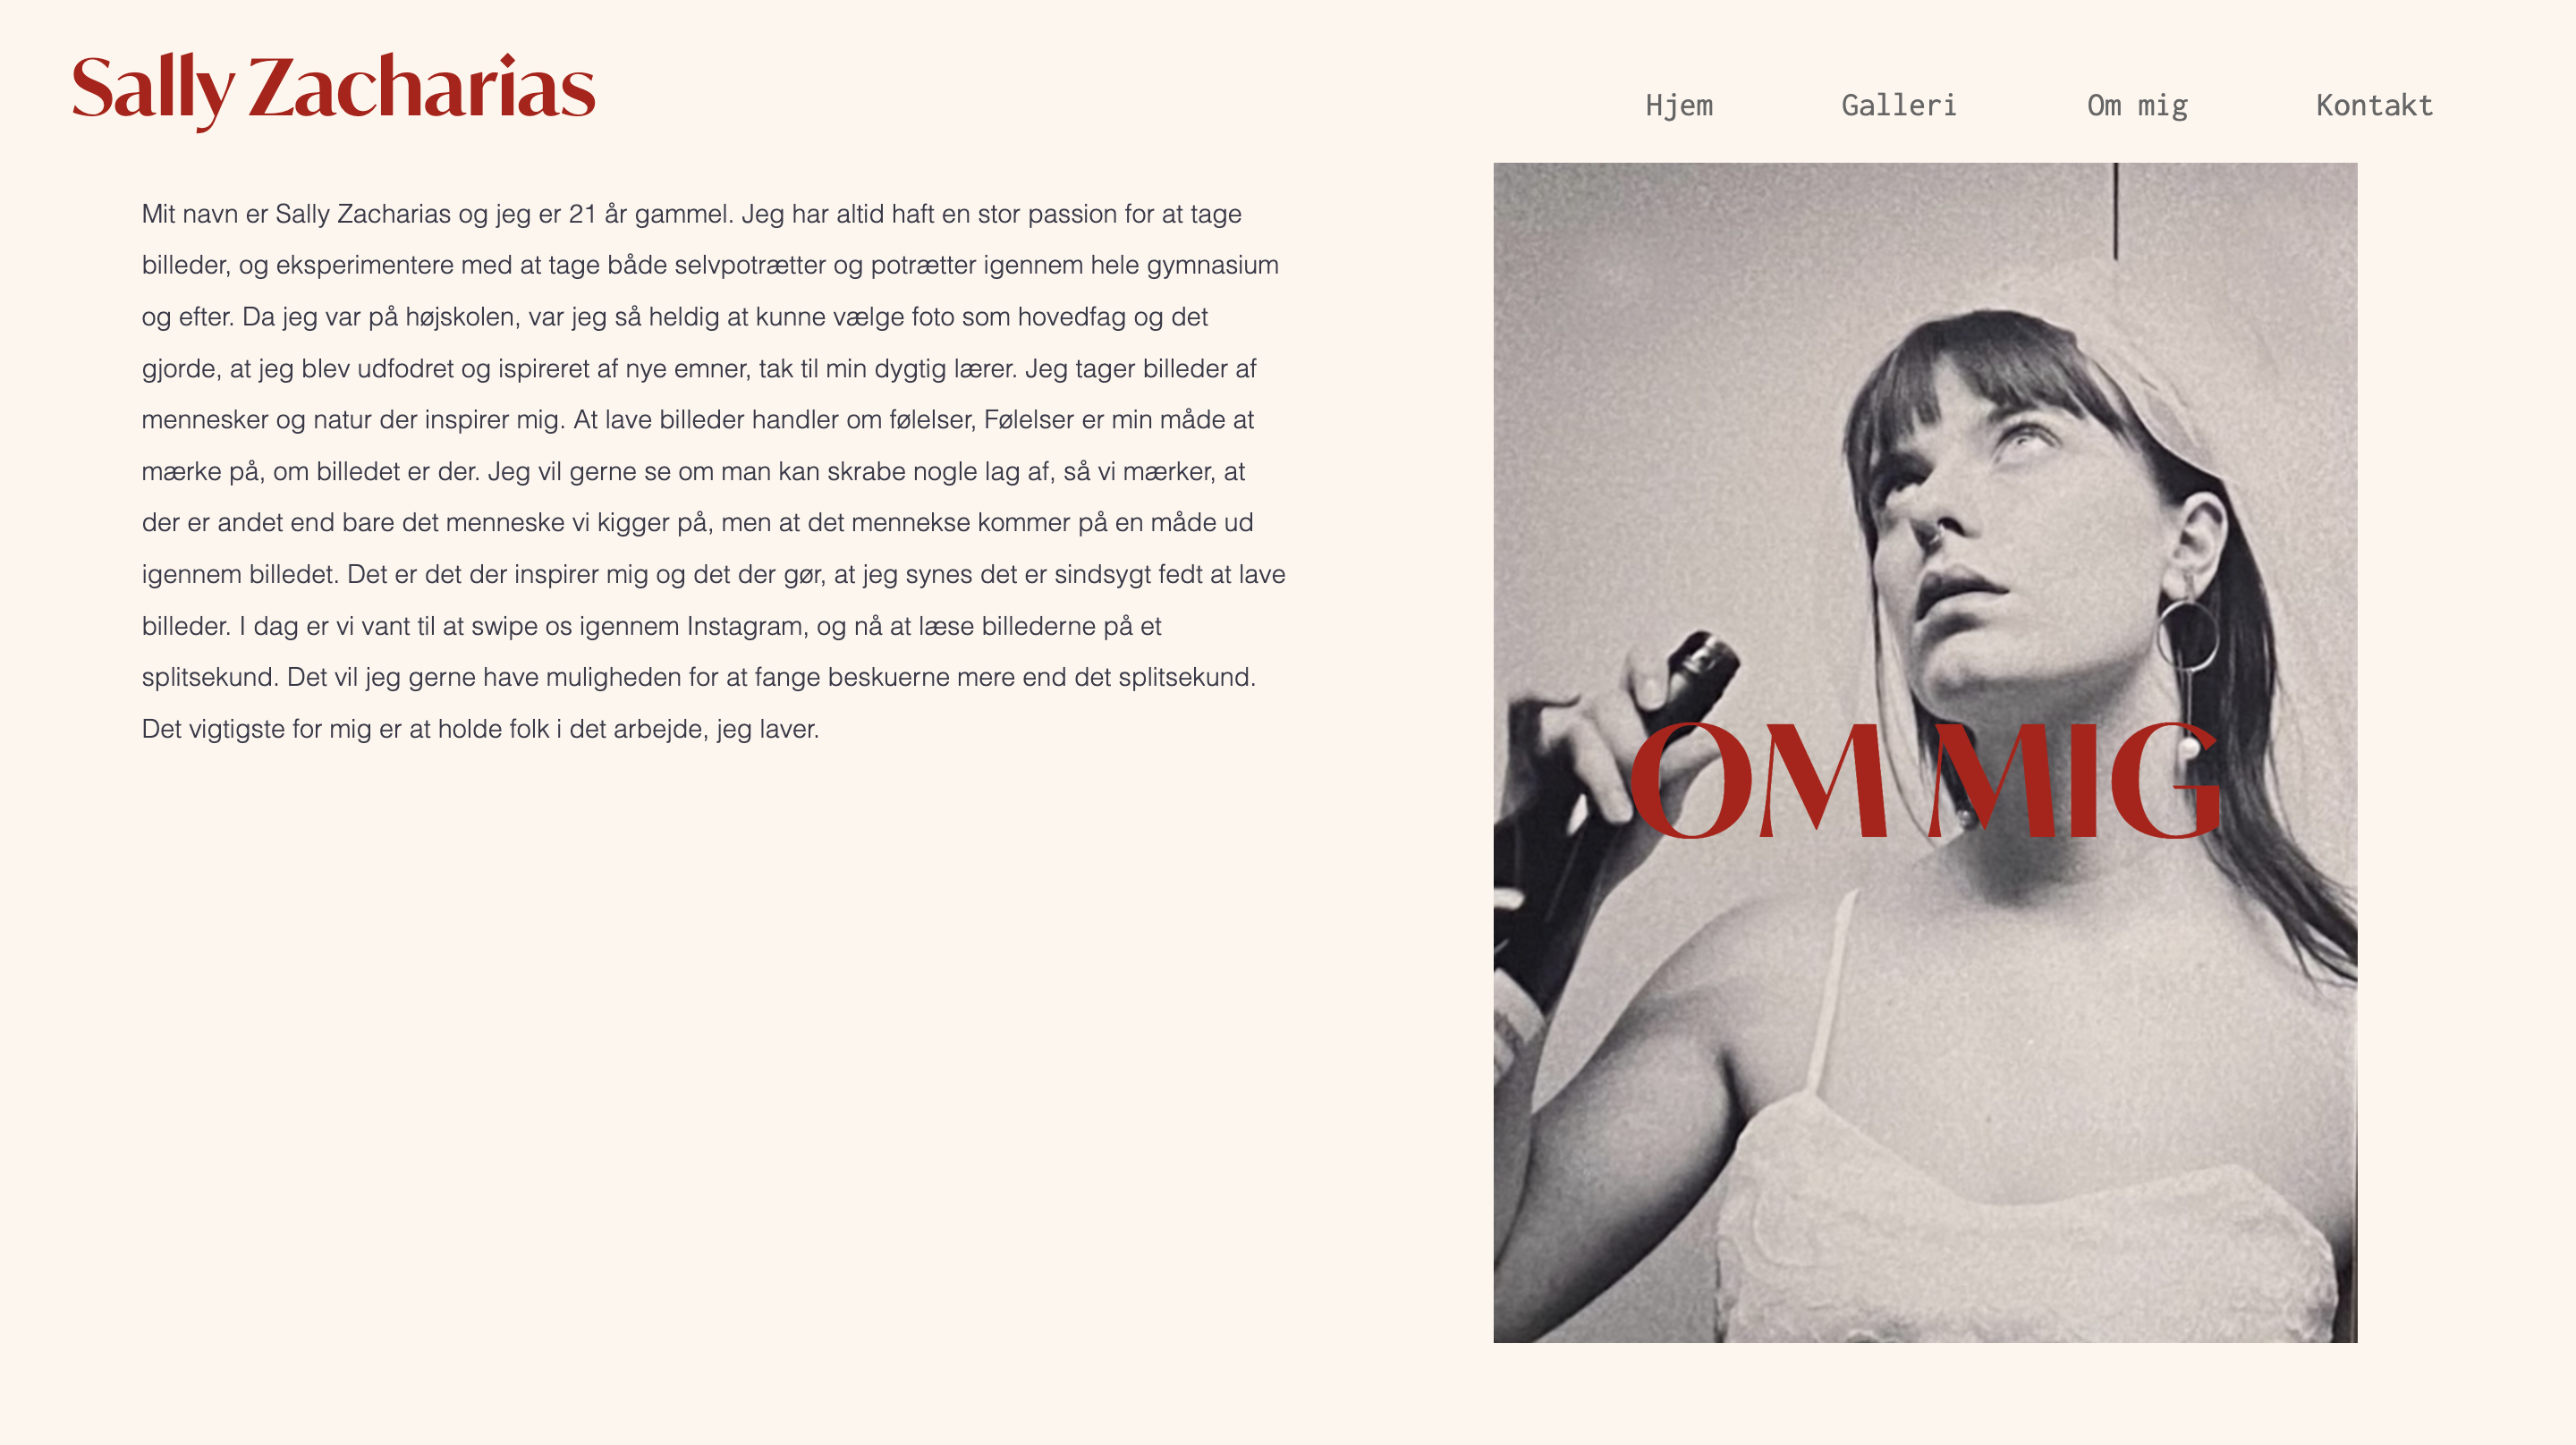 Sally Zacharias
Hjem Galleri Om mig Kontakt
Mit navn er Sally Zacharias og jeg er 21 år gammel. Jeg har altid haft en stor passion for at tage
billeder, og eksperimentere med at tage både selvpotrætter og potrætter igennem hele gymnasium
og efter. Da jeg var på højskolen, var jeg så heldig at kunne vælge foto som hovedfag og det
gjorde, at jeg blev udfodret og ispireret af nye emner, tak til min dygtig lærer. Jeg tager billeder af
mennesker og natur der inspirer mig. At lave billeder handler om følelser, Følelser er min måde at
mærke på, om billedet er der. Jeg vil gerne se om man kan skrabe nogle lag af, så vi mærker, at
der er andet end bare det menneske vi kigger på, men at det mennekse kommer på en måde ud
igennem billedet. Det er det der inspirer mig og det der gør, at jeg synes det er sindsygt fedt at lave
billeder. I dag er vi vant til at swipe os igennem Instagram, og nå at læse billederne på et
splitsekund. Det vil jeg gerne have muligheden for at fange beskuerne mere end det splitsekund.
Det vigtigste for mig er at holde folk i det arbejde, jeg laver.
OM MIG